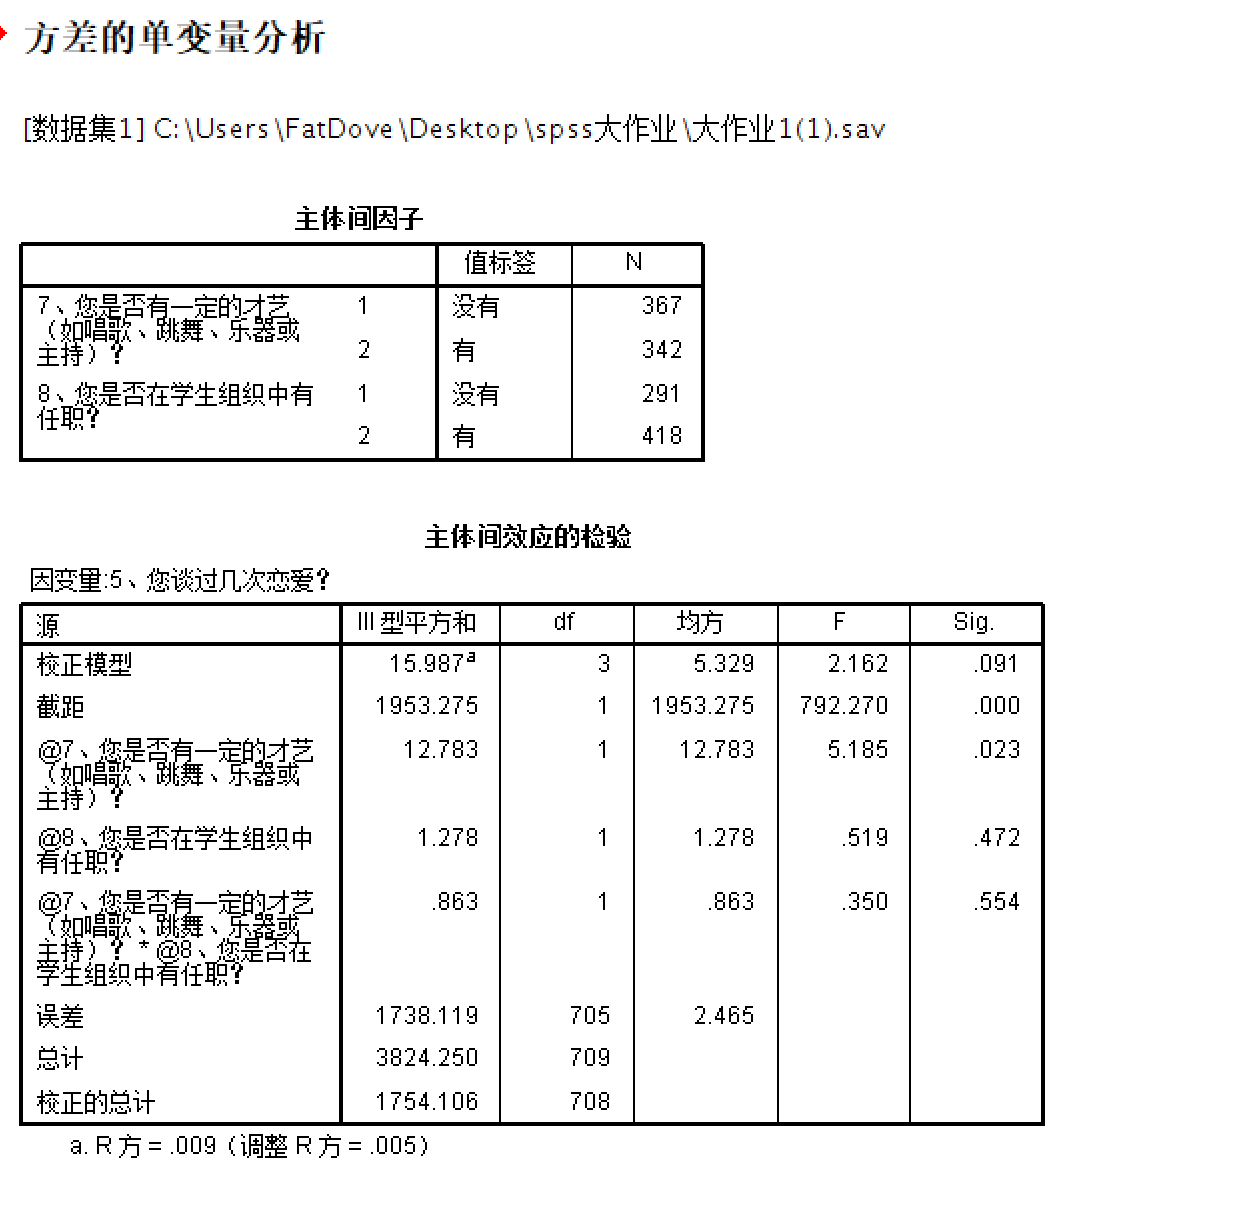 方差的单变量分析
[数据集1] C:\Users\FatDove\Desktop\spss大作业\大作业1(1).sav
主体间因子
值标签 N
7、您是否有一定的才艺 1 没有 367
（如唱歌、跳舞、乐器或
主持）？ 2 有 342
8、您是否在学生组织中有 1 没有 291
任职？
2 有 418
主体间效应的检验
因变量:5、您谈过几次恋爱？
源 III 型平方和 df 均方 F Sig.
校正模型 15.987a 3 5.329 2.162 .091
截距 1953.275 1 1953.275 792.270 .000
@7、您是否有一定的才艺 12.783 1 12.783 5.185 .023
（如唱歌、跳舞、乐器或
主持）？
@8、您是否在学生组织中 1.278 1 1.278 .519 .472
有任职？
@7、您是否有一定的才艺 .863 1 .863 .350 .554
（如唱歌、跳舞、乐器或
主持）？ * @8、您是否在
学生组织中有任职？
误差 1738.119 705 2.465
总计 3824.250 709
校正的总计 1754.106 708
a. R 方 = .009（调整 R 方 = .005）